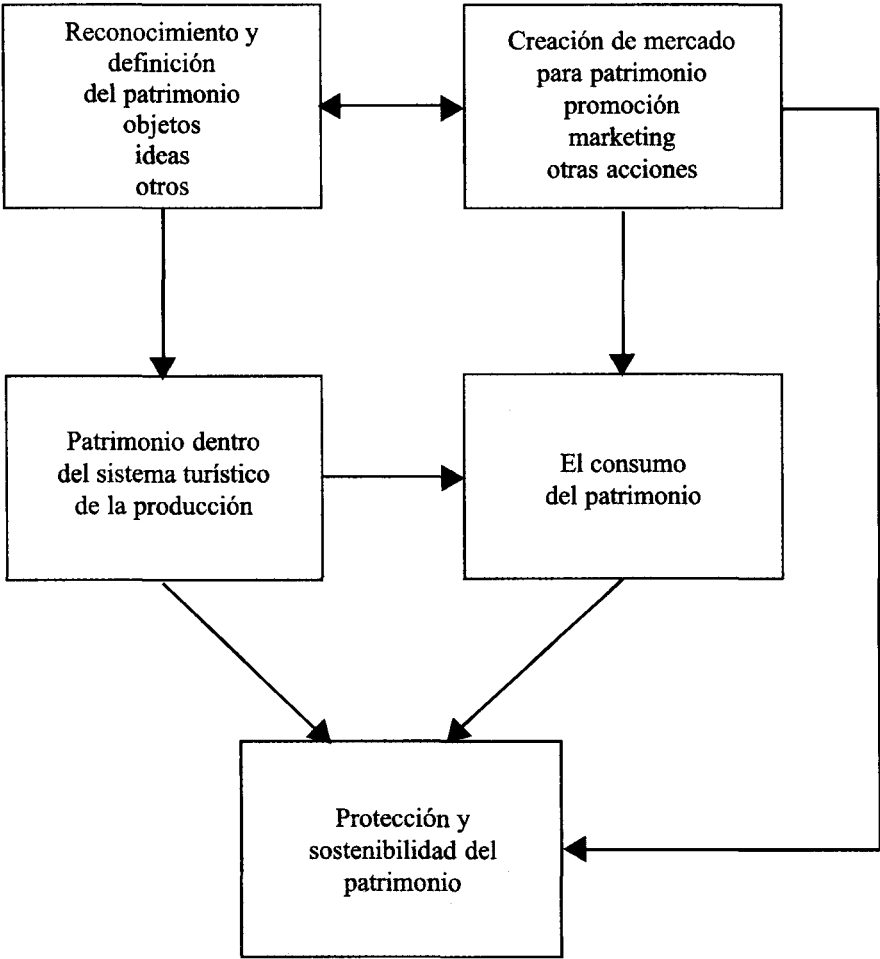 Reconocimiento y
definición
del patrimonio
objetos
ideas
otros
Creación de mercado
para patrimonio
promoción
marketing
otras acciones
Patrimonio dentro
del sistema turístico
de la producción
El consumo
del patrimonio
Protección y
sostenibilidad del
patrimonio